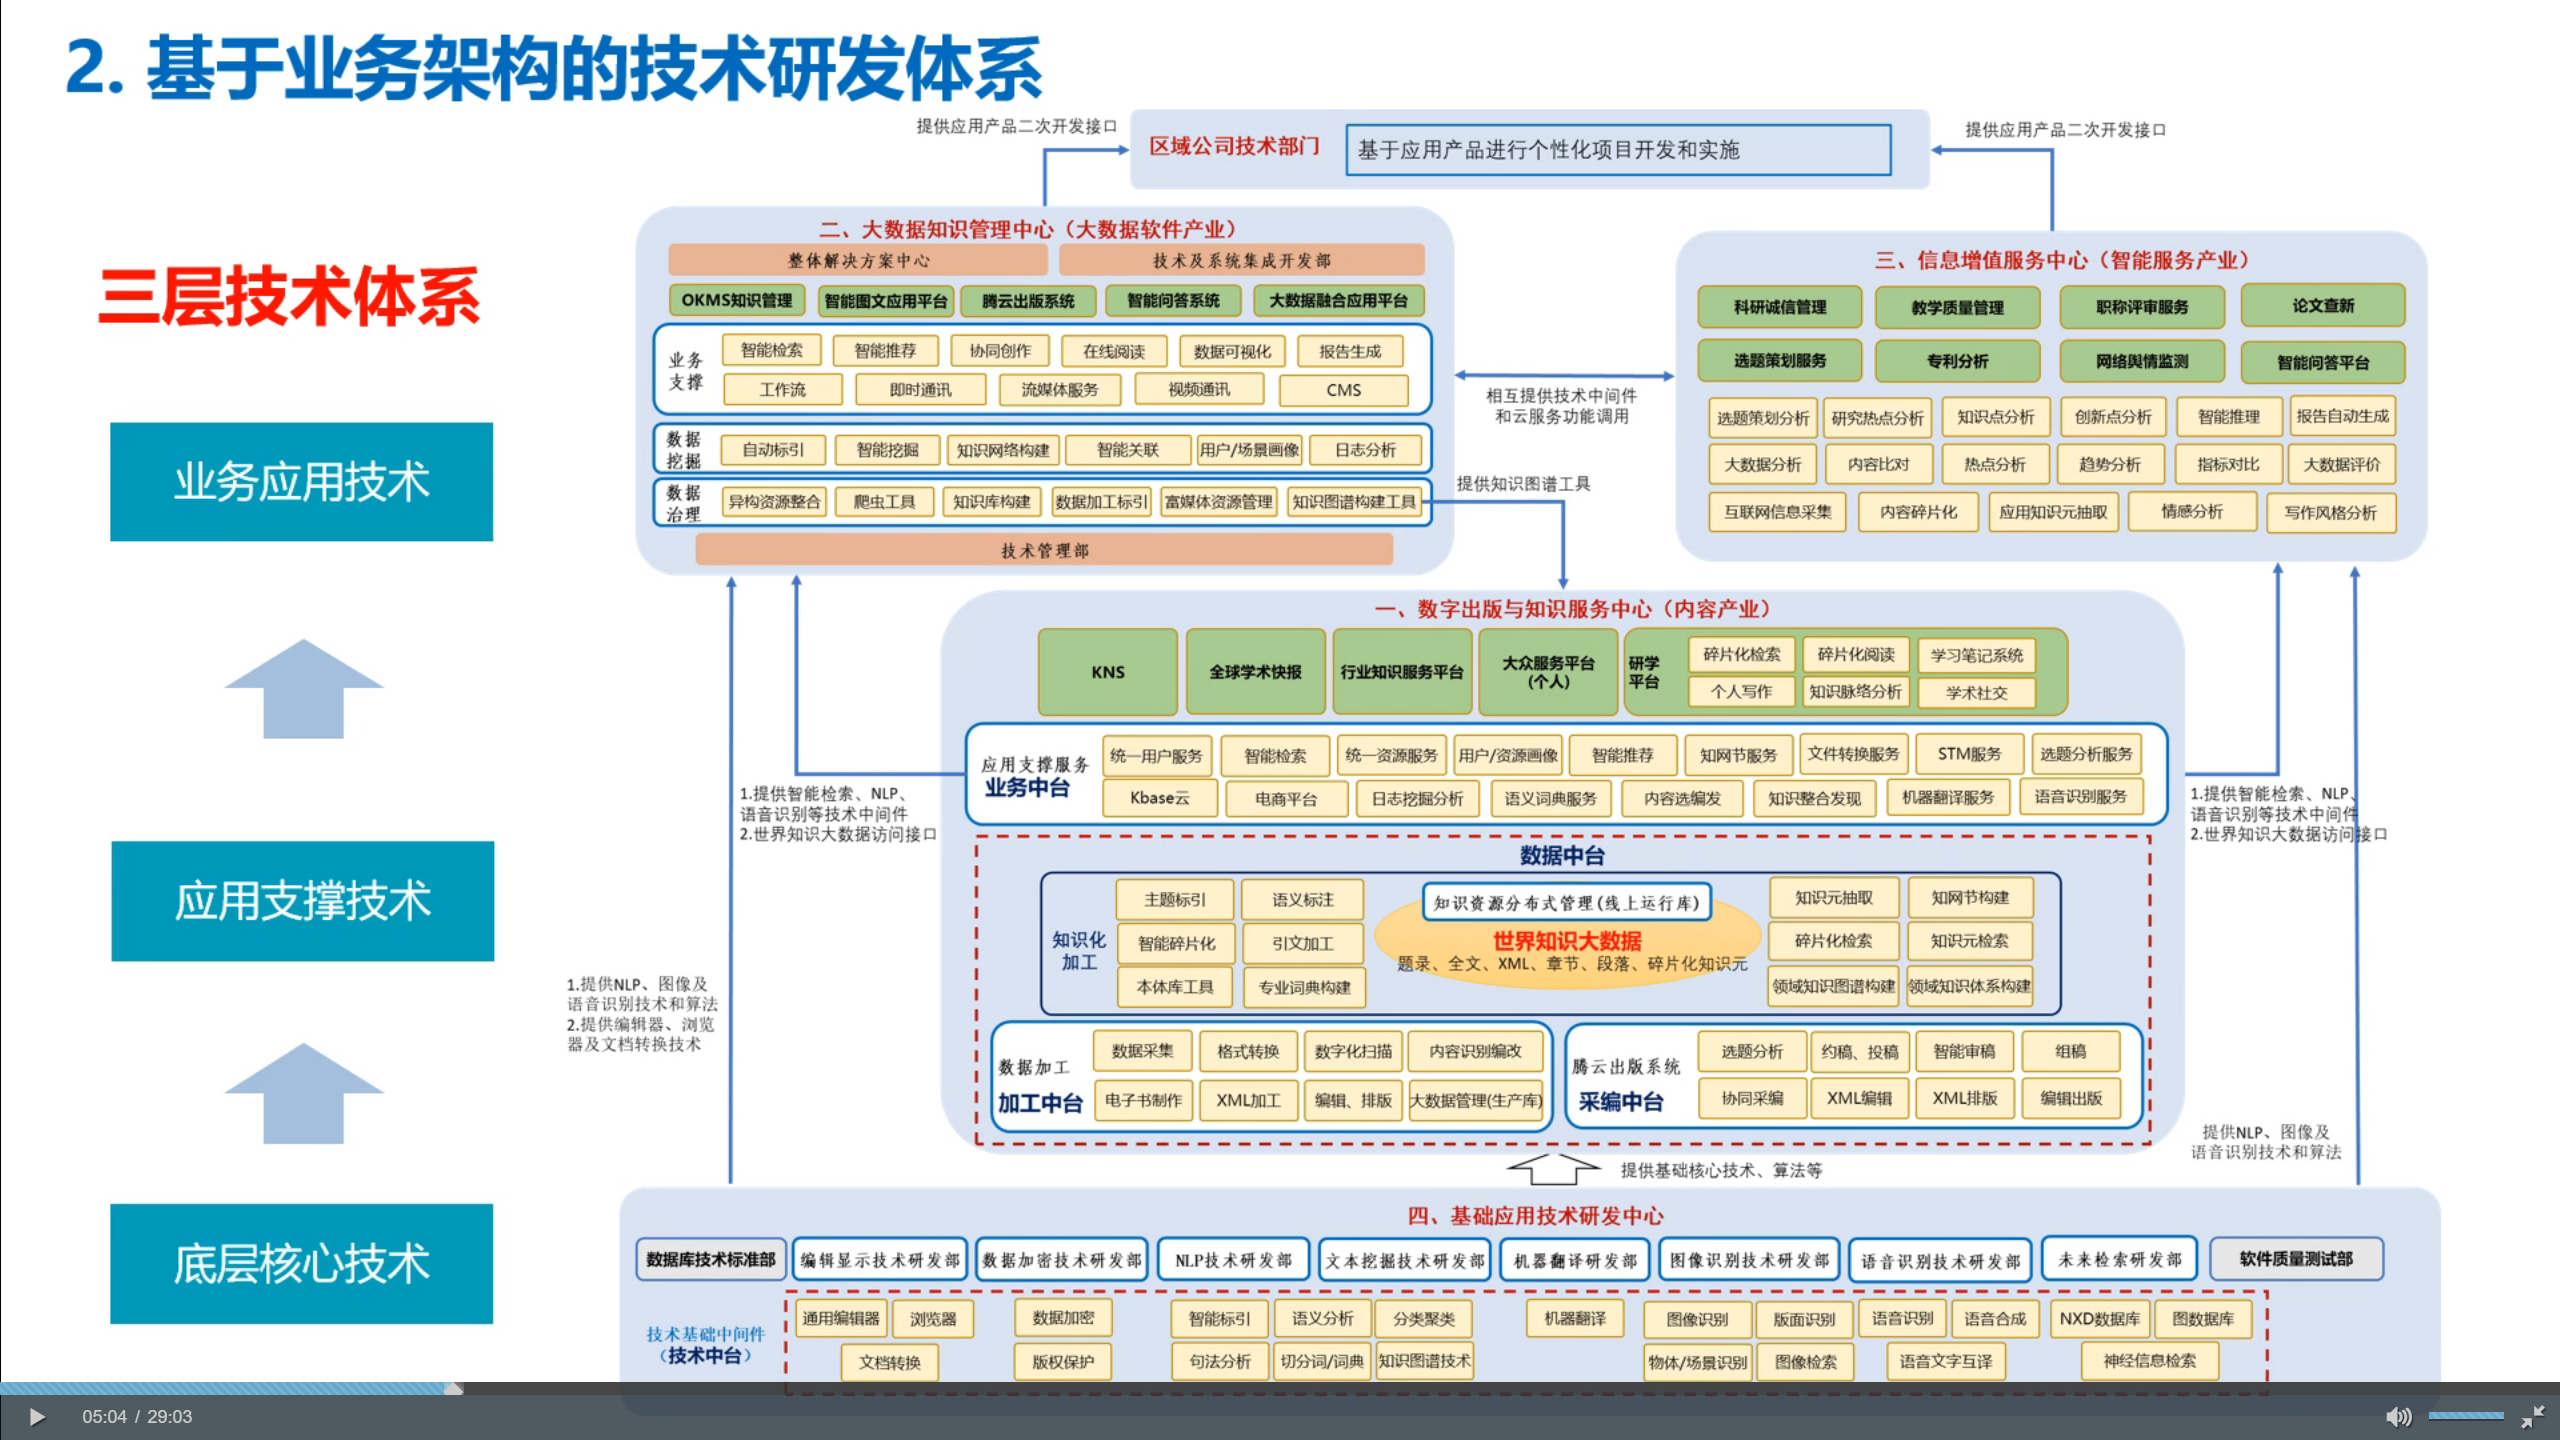 2. 基于业务架构的技术研发体系
提供应用产品二次开发接口
区域公司技术部门
基于应用产品进行个性化项目开发和实施
提供应用产品二次开发接口
三层技术体系
业务应用技术
应用支撑技术
底层核心技术
二、大数据知识管理中心（大数据软件产业）
整体解决方案中心
技术及系统集成开发部
OKMS知识管理
智能图文应用平台
腾云出版系统
智能问答系统
大数据融合应用平台
业务
支撑
智能检索
智能推荐
协同创作
在线阅读
数据可视化
报告生成
工作流
即时通讯
流媒体服务
视频通讯
CMS
数据
挖掘
自动标引
智能挖掘
知识网络构建
智能关联
用户/场景画像
日志分析
数据
治理
异构资源整合
爬虫工具
知识库构建
数据加工标引
富媒体资源管理
知识图谱构建工具
技术管理部
相互提供技术中间件
和云服务功能调用
提供知识图谱工具
三、信息增值服务中心（智能服务产业）
科研诚信管理
教学质量管理
职称评审服务
论文查新
选题策划服务
专利分析
网络舆情监测
智能问答平台
选题策划分析
研究热点分析
知识点分析
创新点分析
智能推理
报告自动生成
大数据分析
内容比对
热点分析
趋势分析
指标对比
大数据评价
互联网信息采集
内容碎片化
应用知识元抽取
情感分析
写作风格分析
一、数字出版与知识服务中心（内容产业）
KNS
全球学术快报
行业知识服务平台
大众服务平台
(个人)
研学
平台
碎片化检索
碎片化阅读
学习笔记系统
个人写作
知识脉络分析
学术社交
应用支撑服务
业务中台
统一用户服务
智能检索
统一资源服务
用户/资源画像
智能推荐
知网节服务
文件转换服务
STM服务
选题分析服务
Kbase云
电商平台
日志挖掘分析
语义词典服务
内容选编发
知识整合发现
机器翻译服务
语音识别服务
1.提供智能检索、NLP、
语音识别等技术中间件
2.世界知识大数据访问接口
1.提供智能检索、NLP、
语音识别等技术中间件
2.世界知识大数据访问接口
数据中台
知识化
加工
主题标引
语义标注
智能碎片化
引文加工
本体库工具
专业词典构建
知识资源分布式管理(线上运行库)
世界知识大数据
题录、全文、XML、章节、段落、碎片化知识元
知识元抽取
知网节构建
碎片化检索
知识元检索
领域知识图谱构建
领域知识体系构建
数据加工
加工中台
数据采集
格式转换
数字化扫描
内容识别编改
电子书制作
XML加工
编辑、排版
大数据管理(生产库)
腾云出版系统
采编中台
选题分析
约稿、投稿
智能审稿
组稿
协同采编
XML编辑
XML排版
编辑出版
1.提供NLP、图像及
语音识别技术和算法
2.提供编辑器、浏览
器及文档转换技术
提供NLP、图像及
语音识别技术和算法
提供基础核心技术、算法等
四、基础应用技术研发中心
数据库技术标准部
编辑显示技术研发部
数据加密技术研发部
NLP技术研发部
文本挖掘技术研发部
机器翻译研发部
图像识别技术研发部
语音识别技术研发部
未来检索研发部
软件质量测试部
技术基础中间件
（技术中台）
通用编辑器
浏览器
数据加密
智能标引
语义分析
分类聚类
机器翻译
图像识别
版面识别
语音识别
语音合成
NXD数据库
图数据库
文档转换
版权保护
句法分析
切分词/词典
知识图谱技术
物体/场景识别
图像检索
语音文字互译
神经信息检索
05:04 / 29:03